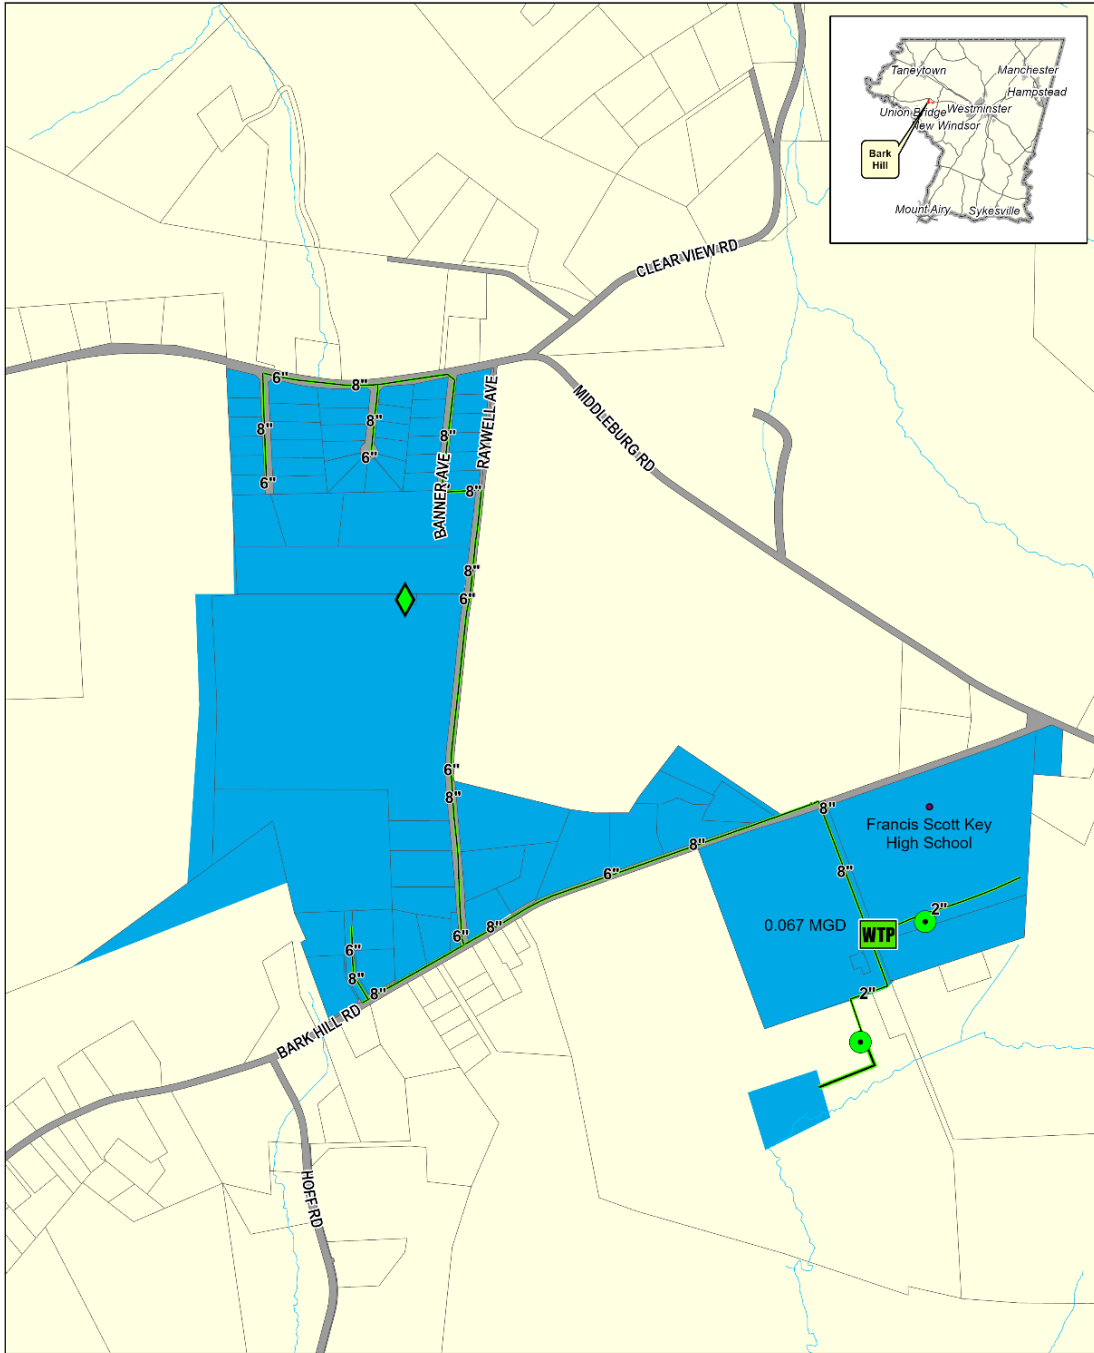 Taneytown
Manchester
Hampstead
Union Bridge
Westminster
New Windsor
Bark
Hill
Mount Airy
Sykesville
CLEAR VIEW RD
MIDDLEBURG RD
RAYWELL AVE
BANNER AVE
6"
8"
8"
8"
8"
6"
6"
8"
8"
6"
6"
8"
8"
8"
Francis Scott Key
High School
8"
6"
2"
0.067 MGD
WTP
8"
6"
6"
8"
8"
2"
BARK HILL RD
HOFF RD